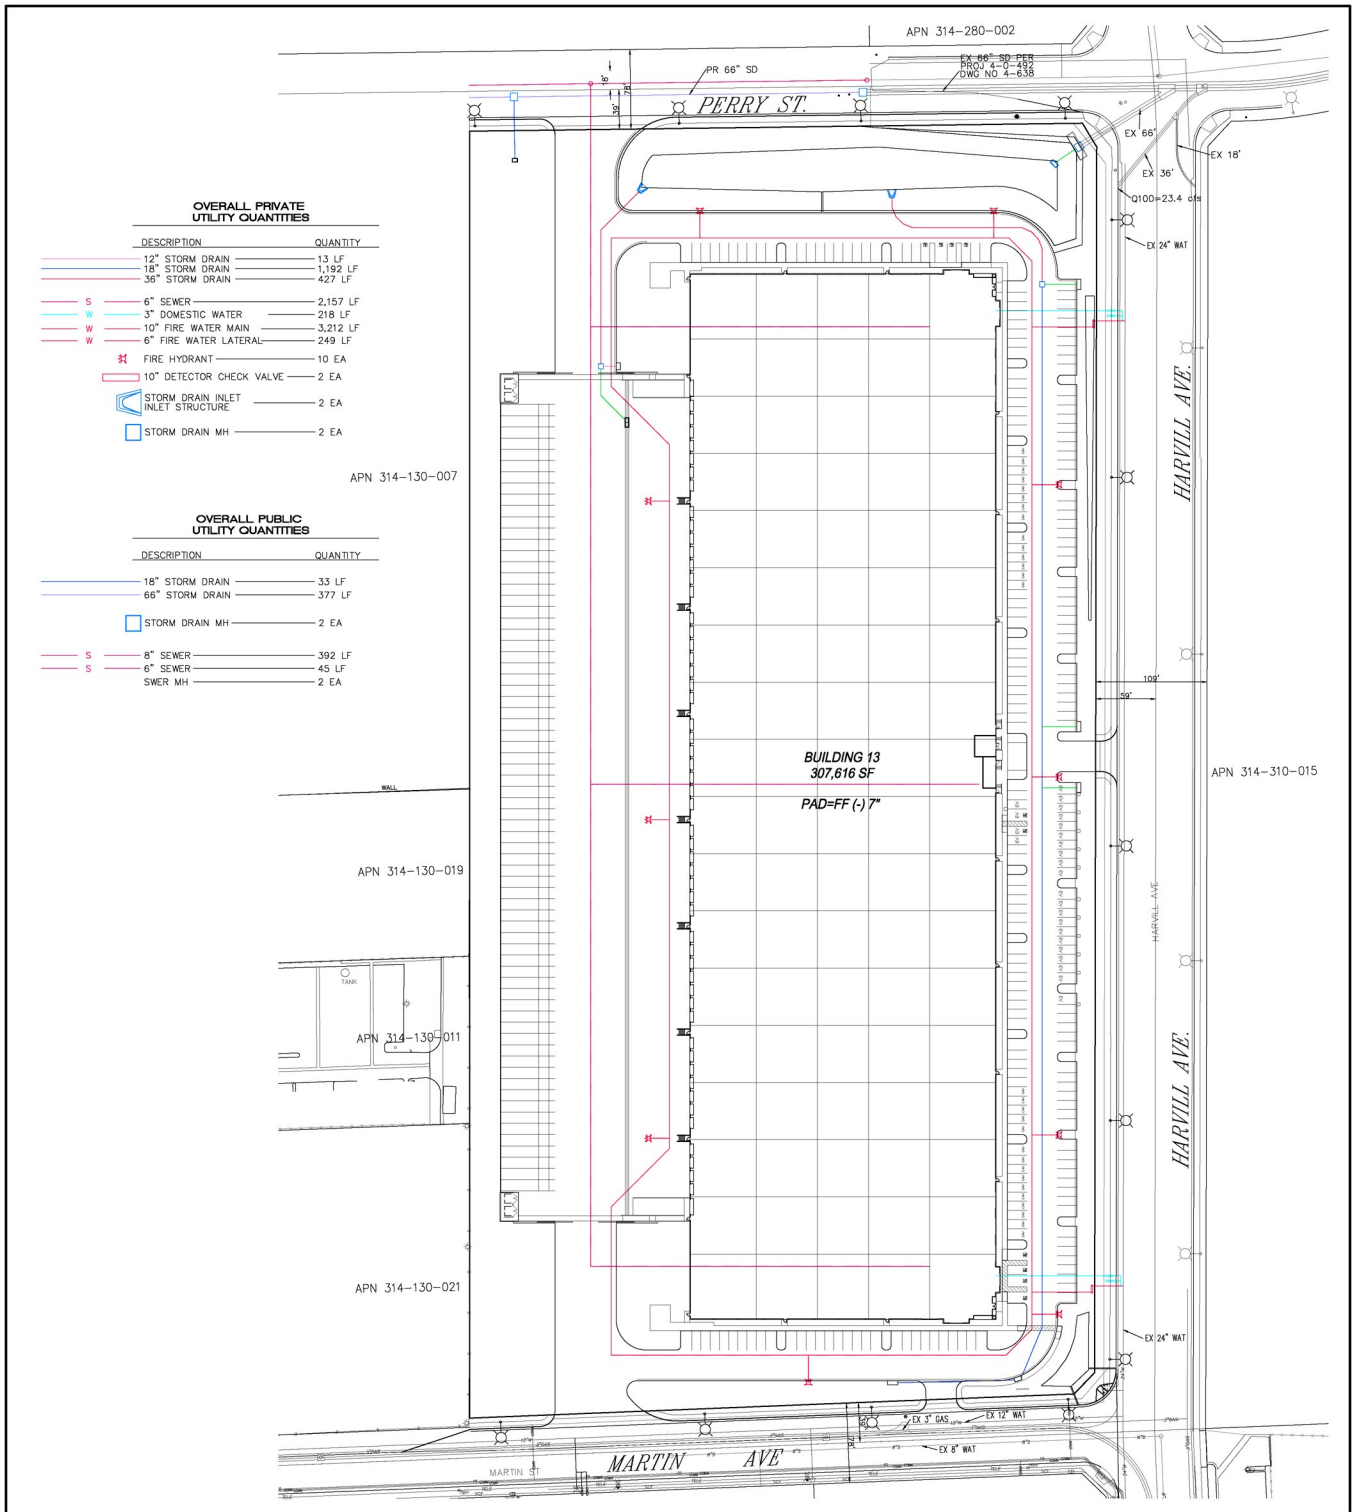 APN 314-280-002
EX 66" SD PER
PROJ 4-0-492
DWG NO 4-638
PR 66" SD
18'
78'
39'
PERRY ST.
EX 66'
EX 18'
EX 36'
Q100=23.4 cfs
EX 24" WAT
OVERALL PRIVATE
UTILITY QUANTITIES
DESCRIPTION QUANTITY
12" STORM DRAIN 13 LF
18" STORM DRAIN 1,192 LF
36" STORM DRAIN 427 LF
S 6" SEWER 2,157 LF
W 3" DOMESTIC WATER 218 LF
W 10" FIRE WATER MAIN 3,212 LF
W 6" FIRE WATER LATERAL 249 LF
FIRE HYDRANT 10 EA
10" DETECTOR CHECK VALVE 2 EA
STORM DRAIN INLET
INLET STRUCTURE 2 EA
STORM DRAIN MH 2 EA
HARVILL AVE.
APN 314-130-007
OVERALL PUBLIC
UTILITY QUANTITIES
DESCRIPTION QUANTITY
18" STORM DRAIN 33 LF
66" STORM DRAIN 377 LF
STORM DRAIN MH 2 EA
S 8" SEWER 392 LF
S 6" SEWER 45 LF
SWER MH 2 EA
109'
59'
BUILDING 13
307,616 SF
PAD=FF (-) 7"
APN 314-310-015
WALL
APN 314-130-019
HARVILL AVE
TANK
APN 314-130-011
HARVILL AVE.
APN 314-130-021
EX 24" WAT
39'
78'
EX 3" GAS
EX 12" WAT
EX 8" WAT
MARTIN AVE
MARTIN ST
TELE